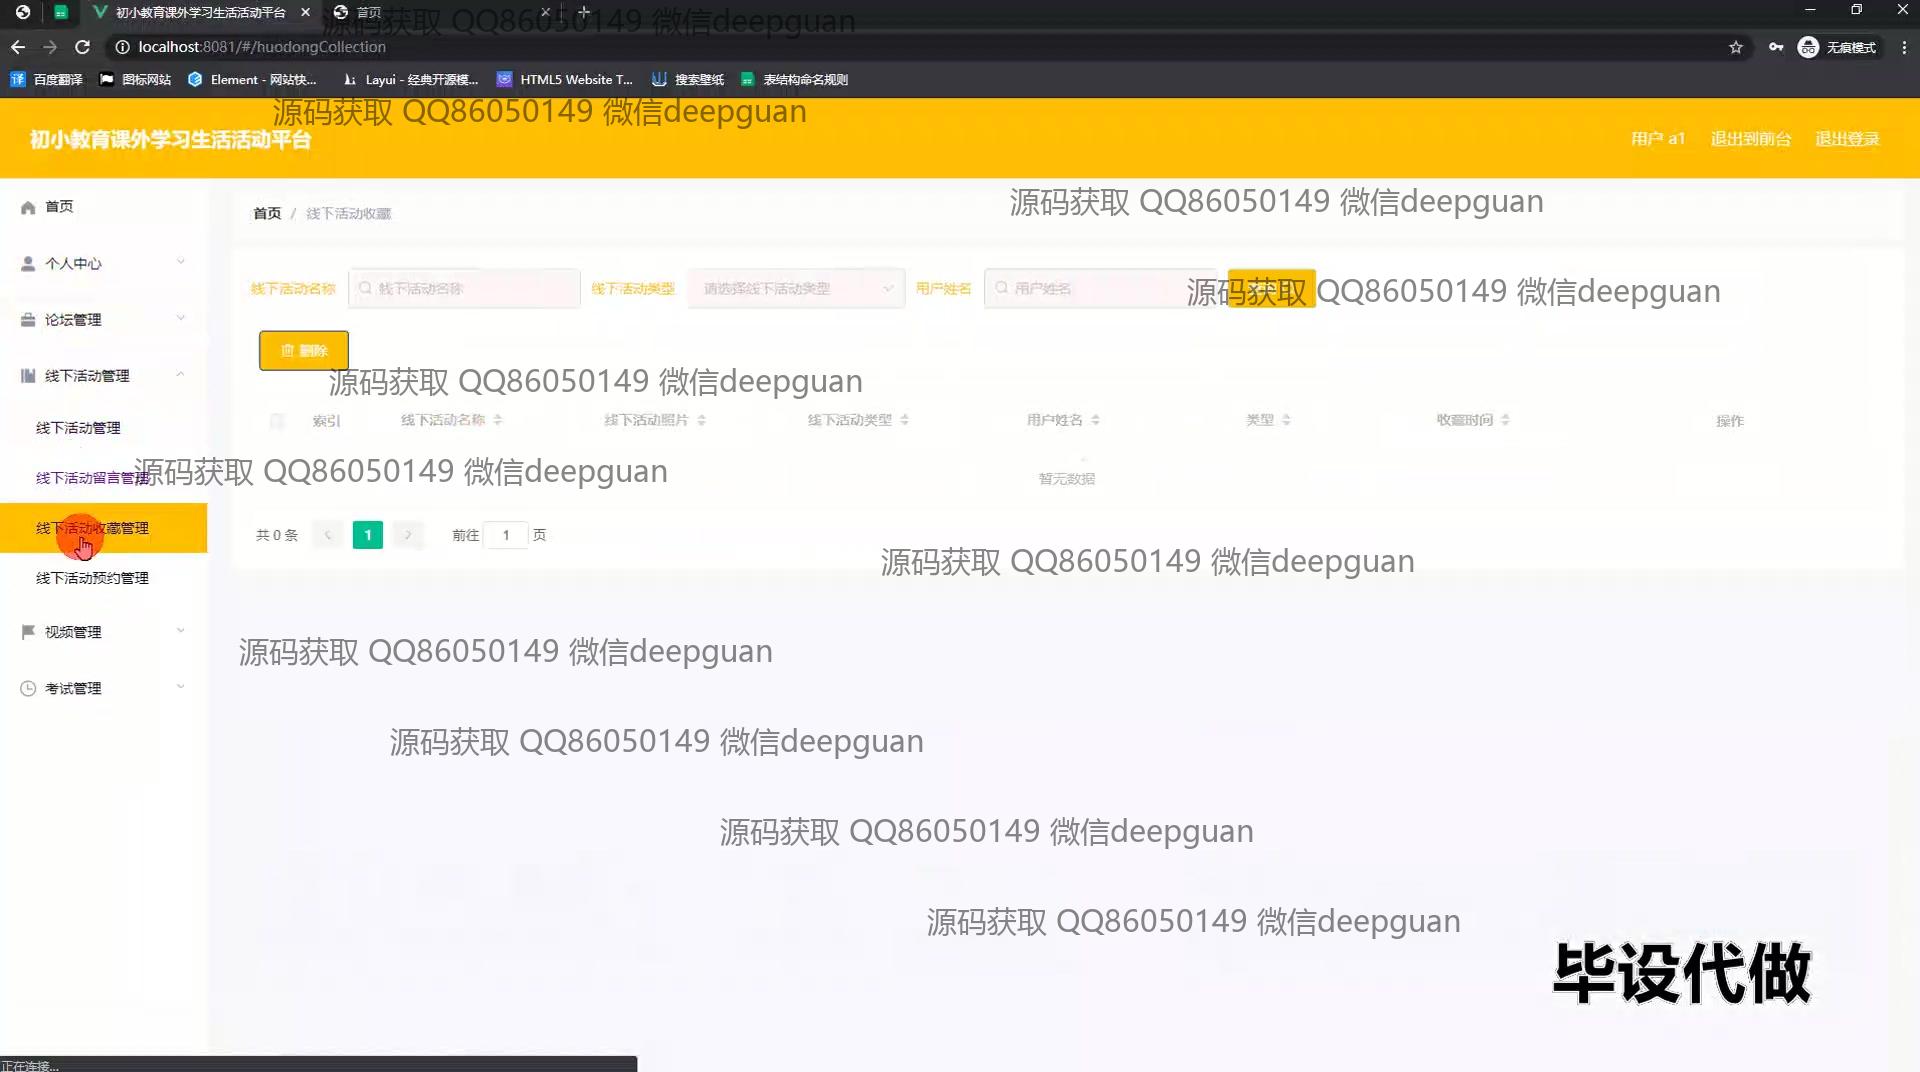 初小教育课外学习生活活动平台
首页
源码获取 QQ86050149 微信deepguan
localhost:8081/#/huodongCollection
无痕模式
百度翻译
图标网站
Element - 网站快...
Layui - 经典开源模...
HTML5 Website T...
搜索壁纸
表结构命名规则
源码获取 QQ86050149 微信deepguan
初小教育课外学习生活活动平台
用户 a1
退出到前台
退出登录
首页
个人中心
论坛管理
线下活动管理
线下活动管理
线下活动留言管理
线下活动收藏管理
线下活动预约管理
视频管理
考试管理
首页 / 线下活动收藏
源码获取 QQ86050149 微信deepguan
线下活动名称 线下活动名称 线下活动类型 请选择线下活动类型 用户姓名 用户姓名
源码获取 QQ86050149 微信deepguan
删除
源码获取 QQ86050149 微信deepguan
索引 线下活动名称 线下活动照片 线下活动类型 用户姓名 类型 收藏时间 操作
源码获取 QQ86050149 微信deepguan
暂无数据
共 0 条 1 前往 1 页
源码获取 QQ86050149 微信deepguan
源码获取 QQ86050149 微信deepguan
源码获取 QQ86050149 微信deepguan
源码获取 QQ86050149 微信deepguan
源码获取 QQ86050149 微信deepguan
毕设代做
正在连接...